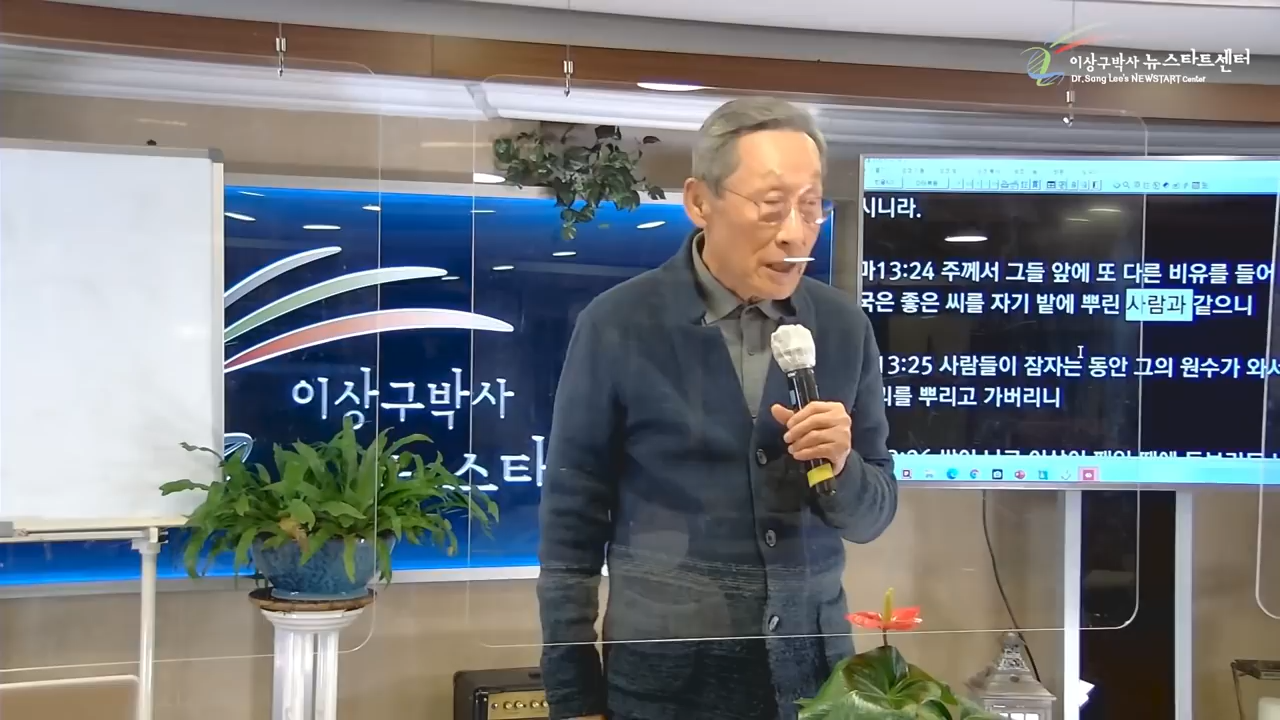 이상구박사 뉴스타트센터
Dr. Sang Lee's NEWSTART Center
시니라.
마13:24 주께서 그들 앞에 또 다른 비유를 들어
국은 좋은 씨를 자기 밭에 뿌린 사람과 같으니
13:25 사람들이 잠자는 동안 그의 원수가 와서
를 뿌리고 가버리니
이상구박사
스타